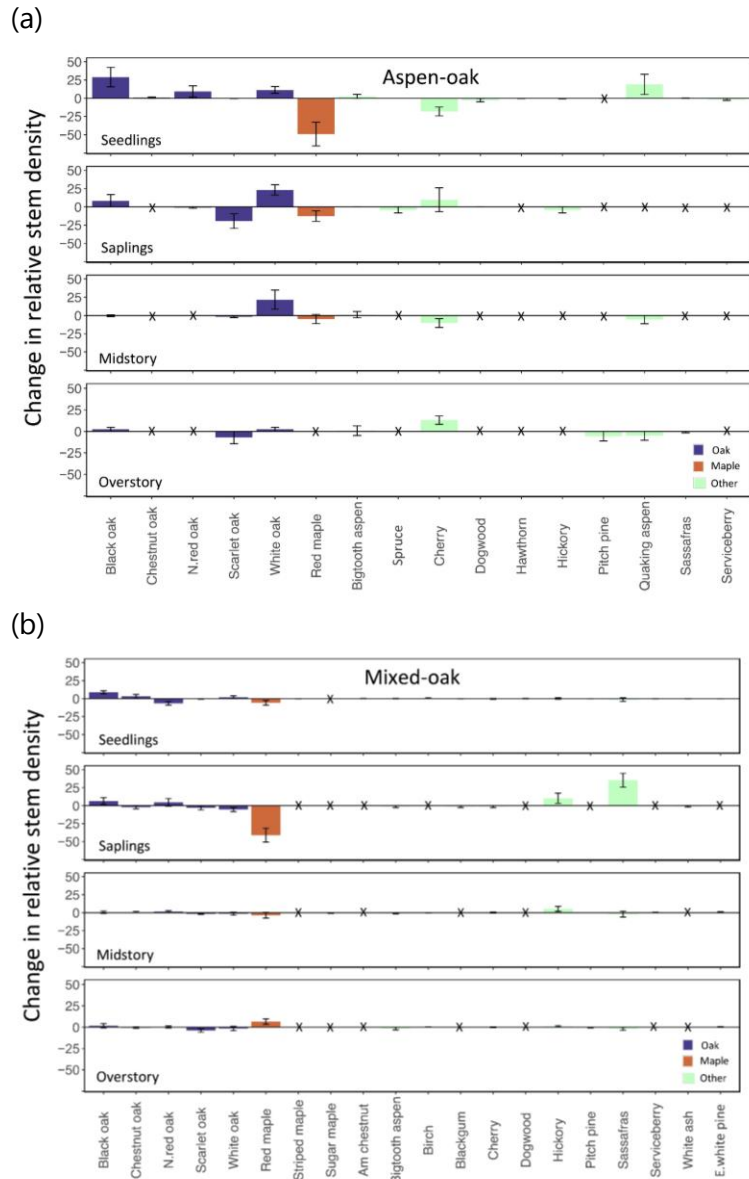 (a)
Change in relative stem density
Aspen-oak
50
25
0
−25
−50
Seedlings
50
25
0
−25
−50
X X X X X X
Saplings
50
25
0
−25
−50
X X X X X X X X X
Midstory
50
25
0
−25
−50
X X X X X X X X
Overstory
Oak
Maple
Other
Black oak
Chestnut oak
N.red oak
Scarlet oak
White oak
Red maple
Bigtooth aspen
Spruce
Cherry
Dogwood
Hawthorn
Hickory
Pitch pine
Quaking aspen
Sassafras
Serviceberry
(b)
Change in relative stem density
Mixed-oak
50
25
0
−25
−50
X
Seedlings
50
25
0
−25
−50
X X X X X X X X
Saplings
50
25
0
−25
−50
X X X X X
Midstory
50
25
0
−25
−50
X X X X X X X
Overstory
Oak
Maple
Other
Black oak
Chestnut oak
N.red oak
Scarlet oak
White oak
Red maple
Striped maple
Sugar maple
Am chestnut
Bigtooth aspen
Birch
Blackgum
Cherry
Dogwood
Hickory
Pitch pine
Sassafras
Serviceberry
White ash
E.white pine